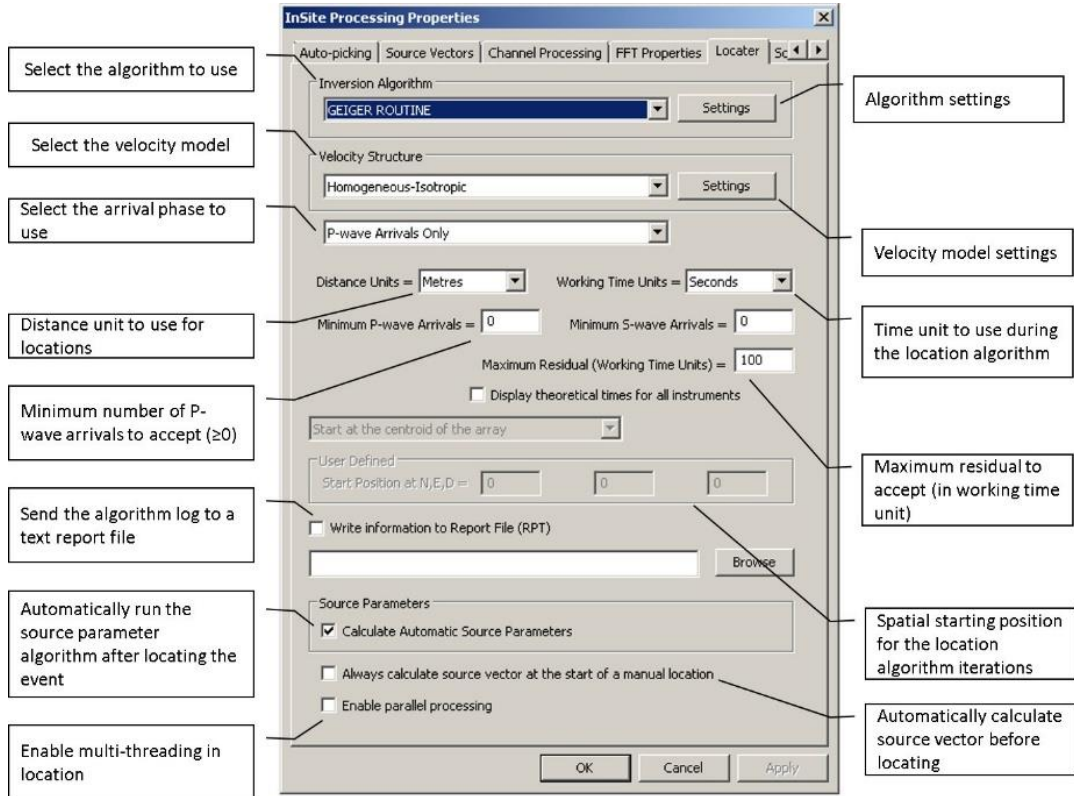 InSite Processing Properties
Auto-picking
Source Vectors
Channel Processing
FFT Properties
Locater
Sc
Select the algorithm to use
Inversion Algorithm
GEIGER ROUTINE
Settings
Algorithm settings
Select the velocity model
Velocity Structure
Homogeneous-Isotropic
Settings
Select the arrival phase to
use
P-wave Arrivals Only
Velocity model settings
Distance Units =
Metres
Working Time Units =
Seconds
Distance unit to use for
locations
Minimum P-wave Arrivals =
0
Minimum S-wave Arrivals =
0
Time unit to use during
the location algorithm
Maximum Residual (Working Time Units) =
100
Display theoretical times for all instruments
Minimum number of P-
wave arrivals to accept (≥0)
Start at the centroid of the array
User Defined
Start Position at N,E,D =
0
0
0
Maximum residual to
accept (in working time
unit)
Send the algorithm log to a
text report file
Write information to Report File (RPT)
Browse
Source Parameters
Calculate Automatic Source Parameters
Automatically run the
source parameter
algorithm after locating the
event
Spatial starting position
for the location
algorithm iterations
Always calculate source vector at the start of a manual location
Enable parallel processing
Automatically calculate
source vector before
locating
Enable multi-threading in
location
OK
Cancel
Apply